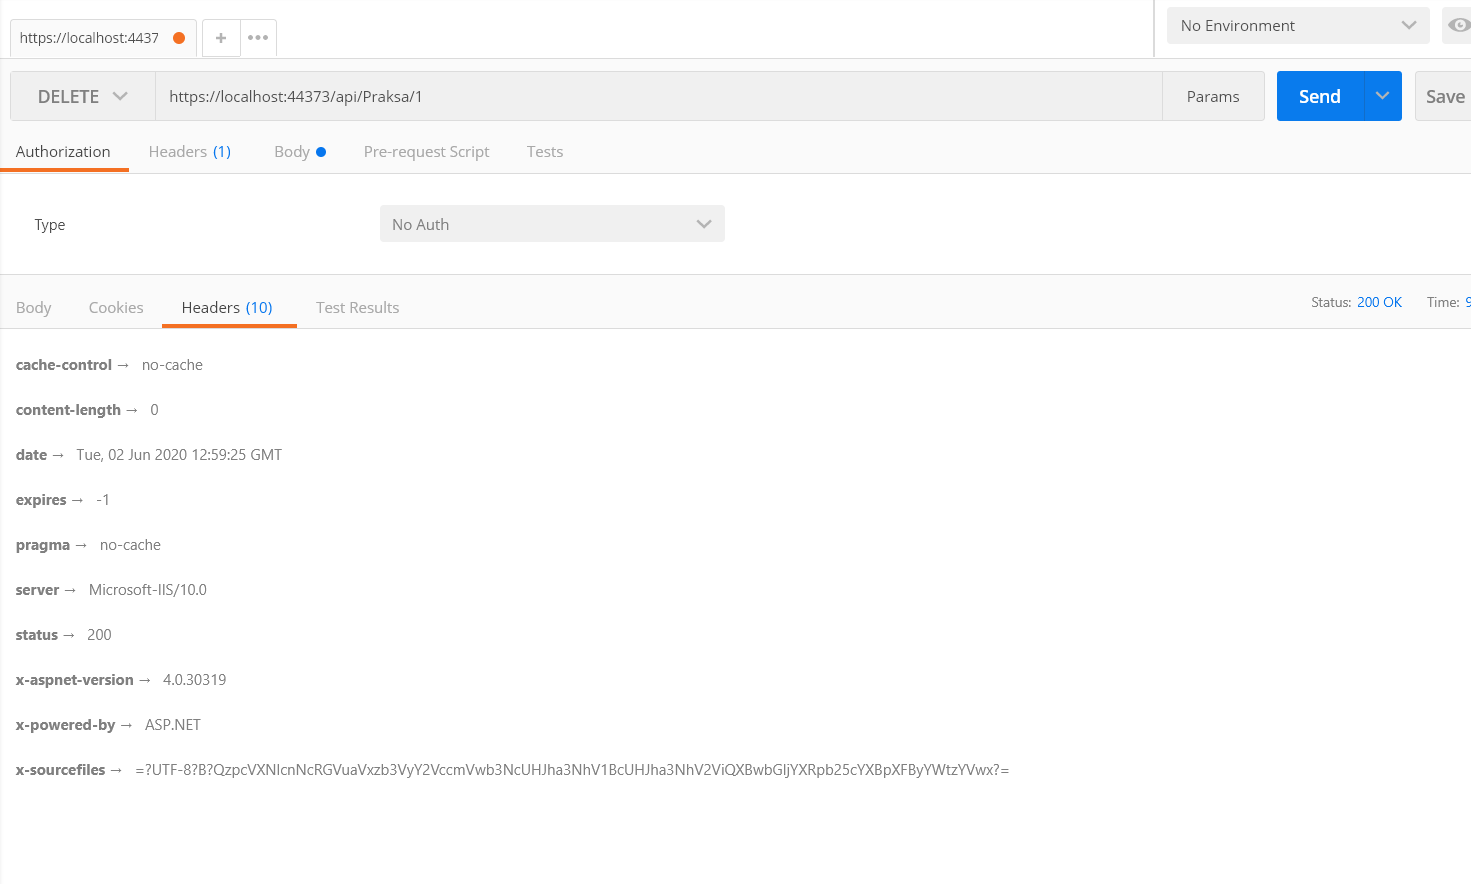 https://localhost:4437
No Environment
DELETE https://localhost:44373/api/Praksa/1 Params Send Save
Authorization Headers (1) Body Pre-request Script Tests
Type No Auth
Body Cookies Headers (10) Test Results Status: 200 OK Time: 9
cache-control → no-cache
content-length → 0
date → Tue, 02 Jun 2020 12:59:25 GMT
expires → -1
pragma → no-cache
server → Microsoft-IIS/10.0
status → 200
x-aspnet-version → 4.0.30319
x-powered-by → ASP.NET
x-sourcefiles → =?UTF-8?B?QzpcVXNlcnNcRGVuaVxzb3VyY2VccmVwb3NcUHJha3NhV1BcUHJha3NhV2ViQXBwbGljYXRpb25cYXBpXFByYWtzYVwx?=